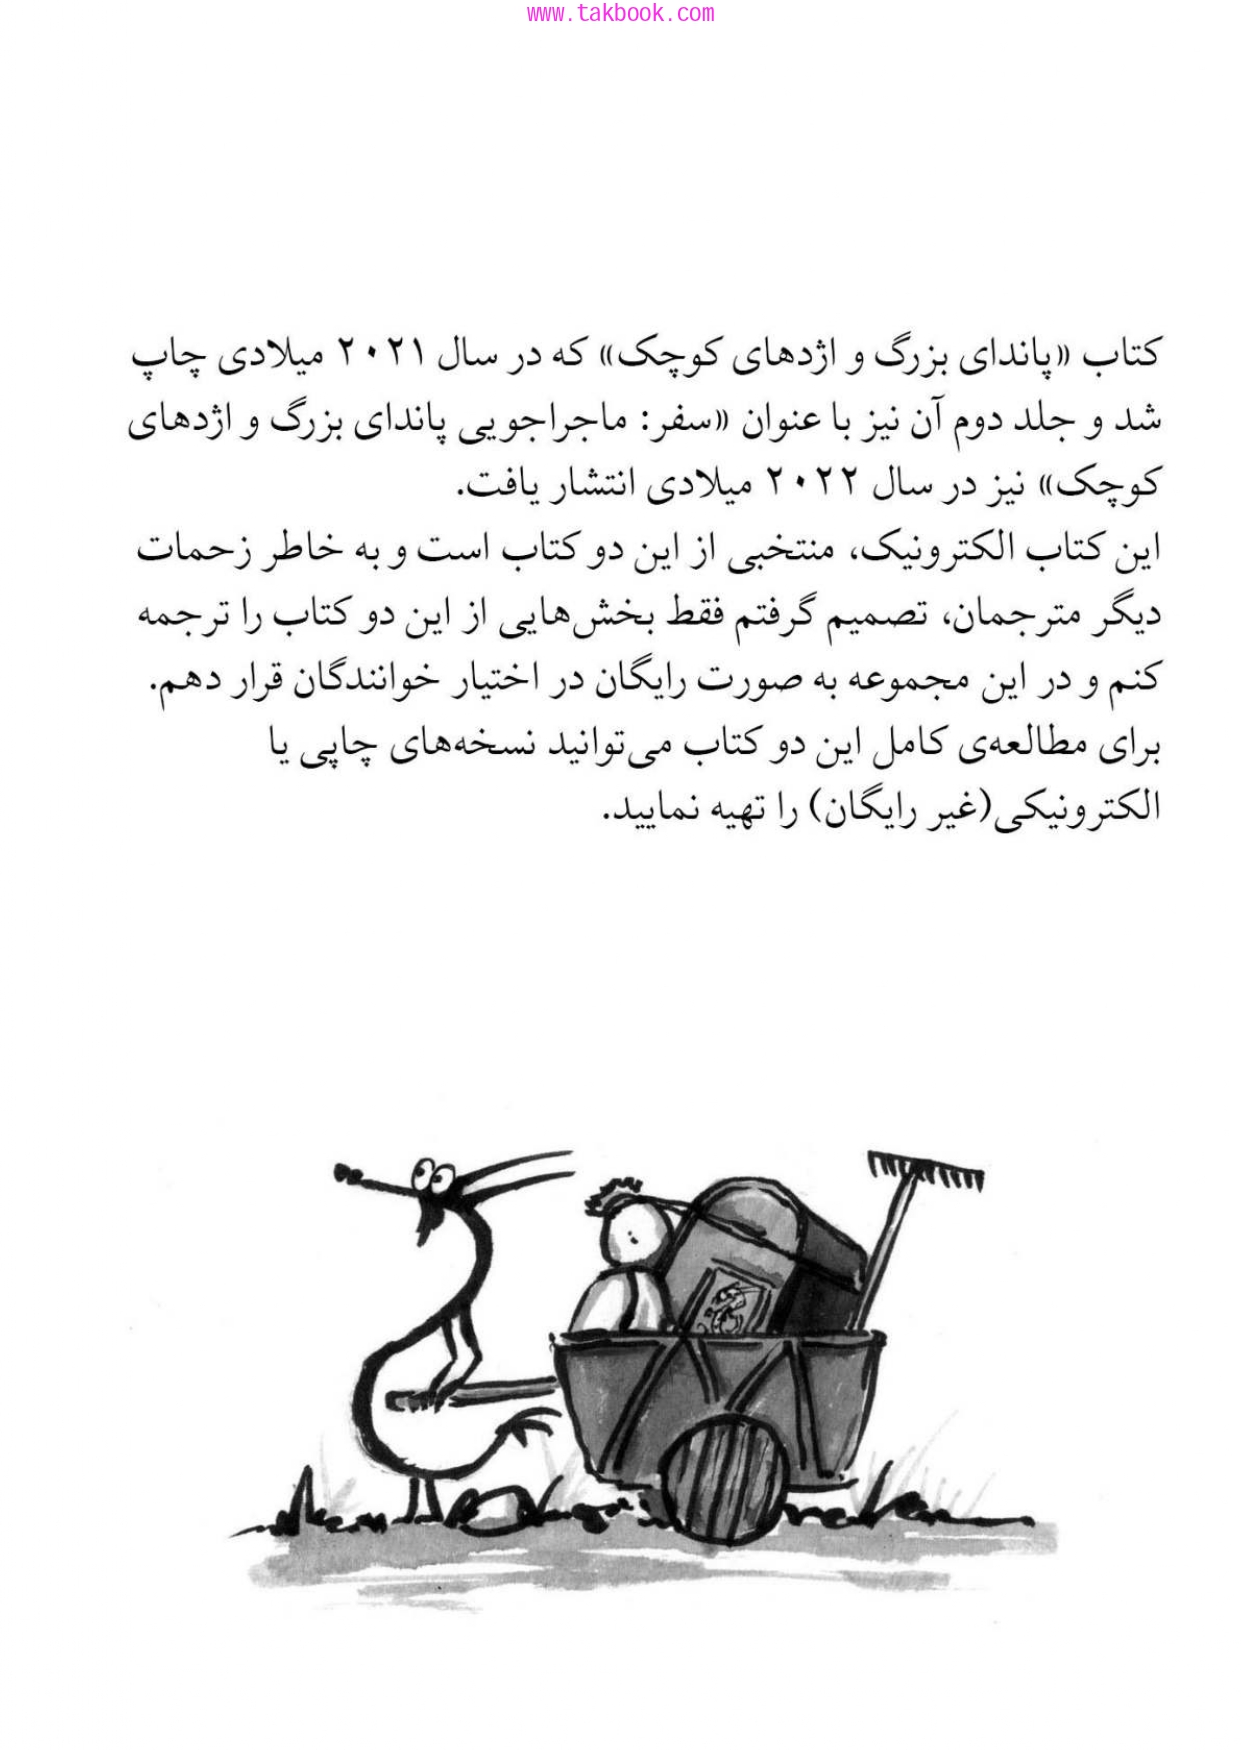 www.takbook.com
کتاب «پاندای بزرگ و اژدهای کوچک» که در سال ۲۰۲۱ میلادی چاپ
شد و جلد دوم آن نیز با عنوان «سفر: ماجراجویی پاندای بزرگ و اژدهای
کوچک» نیز در سال ۲۰۲۲ میلادی انتشار یافت.
این کتاب الکترونیک، منتخبی از این دو کتاب است و به خاطر زحمات
دیگر مترجمان، تصمیم گرفتم فقط بخش‌هایی از این دو کتاب را ترجمه
کنم و در این مجموعه به صورت رایگان در اختیار خوانندگان قرار دهم.
برای مطالعه‌ی کامل این دو کتاب می‌توانید نسخه‌های چاپی یا
الکترونیکی(غیر رایگان) را تهیه نمایید.